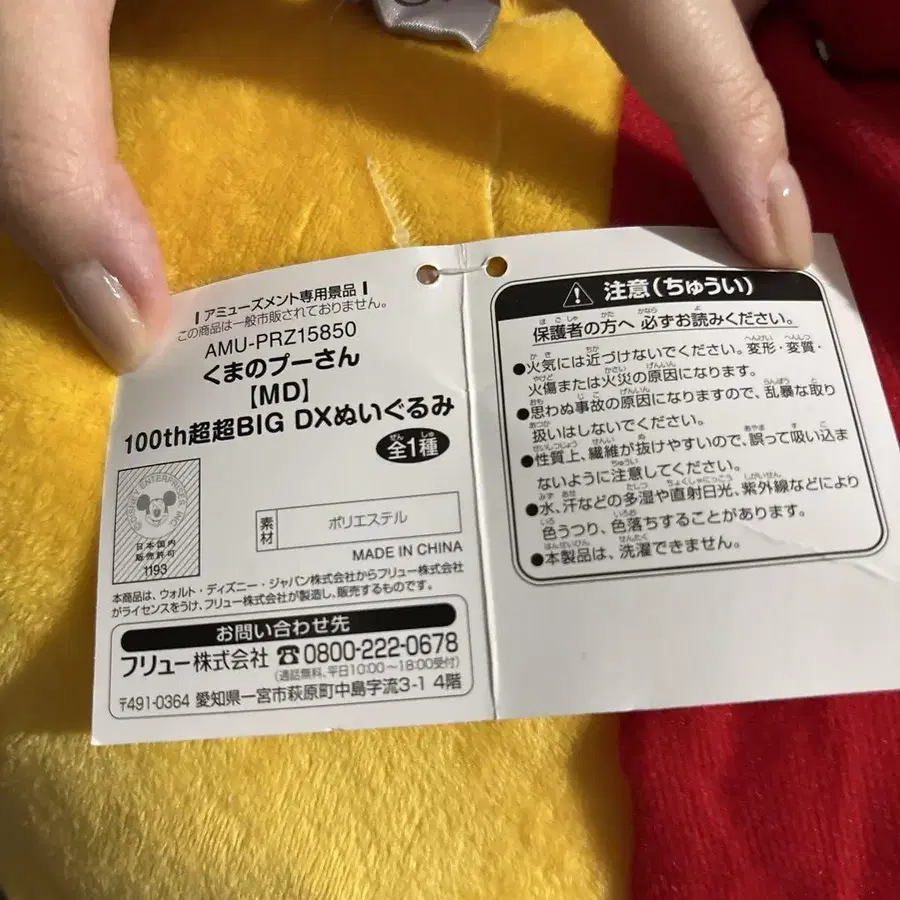 アミューズメント専用景品
この商品は一般市販されておりません。
AMU-PRZ15850
くまのプーさん
【MD】
100th超超BIG DXぬいぐるみ
全1種
素材 ポリエステル
MADE IN CHINA
日本国内
販売許可
1193
本商品は、ウォルト・ディズニー・ジャパン株式会社からフリュー株式会社
がライセンスをうけ、フリュー株式会社が製造し、販売するものです。
お問い合わせ先
フリュー株式会社 ☎0800-222-0678
(通話無料、平日10:00〜18:00受付)
〒491-0364 愛知県一宮市萩原町中島字流3-1 4階
注意(ちゅうい)
保護者の方へ 必ずお読みください。
●火気には近づけないでください。変形・変質・
火傷または火災の原因になります。
●思わぬ事故の原因になりますので、乱暴な取り
扱いはしないでください。
●性質上、繊維が抜けやすいので、誤って吸い込ま
ないように注意してください。
●水、汗などの多湿や直射日光、紫外線などにより
色うつり、色落ちすることがあります。
●本製品は、洗濯できません。